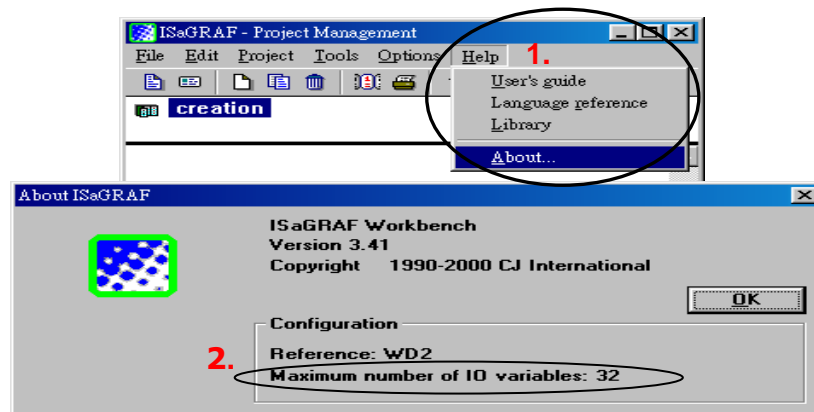 ISaGRAF - Project Management
File Edit Project Tools Options Help
1.
User's guide
Language reference
Library
creation
About...
About ISaGRAF
ISaGRAF Workbench
Version 3.41
Copyright 1990-2000 CJ International
OK
Configuration
Reference: WD2
2.
Maximum number of IO variables: 32